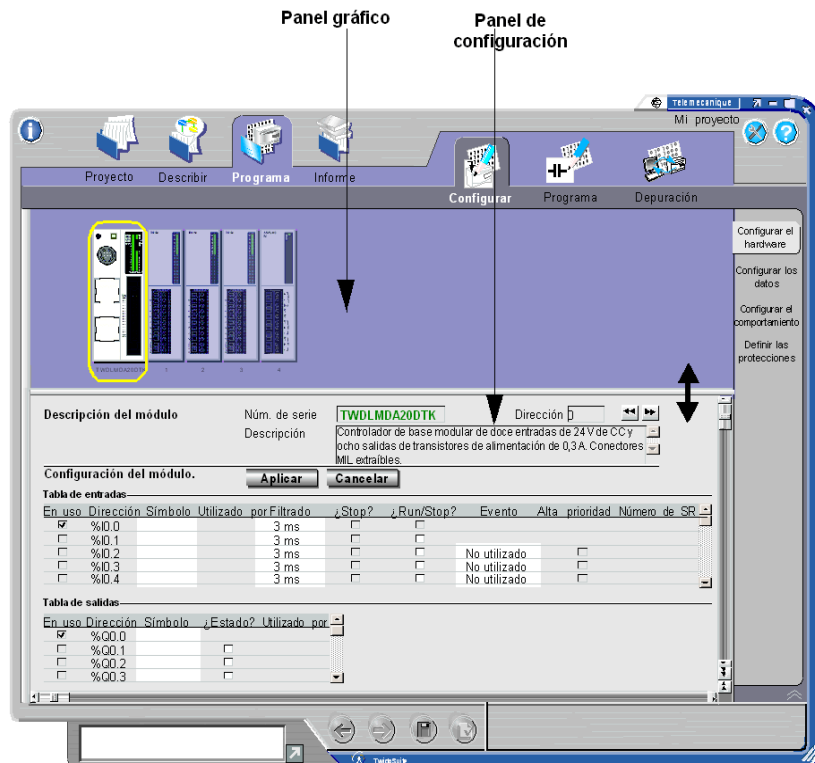 Panel gráfico
Panel de
configuración
Telemecanique
Mi proyecto
Proyecto Describir Programa Informe
Configurar Programa Depuración
Configurar el
hardware
Configurar los
datos
Configurar el
comportamiento
Definir las
protecciones
TWDLMDA20DTK 1 2 3 4
Descripción del módulo Núm. de serie TWDLMDA20DTK Dirección 0
Descripción Controlador de base modular de doce entradas de 24 V de CC y
ocho salidas de transistores de alimentación de 0,3 A. Conectores
MIL extraíbles.
Configuración del módulo. Aplicar Cancelar
Tabla de entradas
En uso Dirección Símbolo Utilizado por Filtrado ¿Stop? ¿Run/Stop? Evento Alta prioridad Número de SR
%I0.0 3 ms
%I0.1 3 ms
%I0.2 3 ms No utilizado
%I0.3 3 ms No utilizado
%I0.4 3 ms No utilizado
Tabla de salidas
En uso Dirección Símbolo ¿Estado? Utilizado por
%Q0.0
%Q0.1
%Q0.2
%Q0.3
TwidoSuite